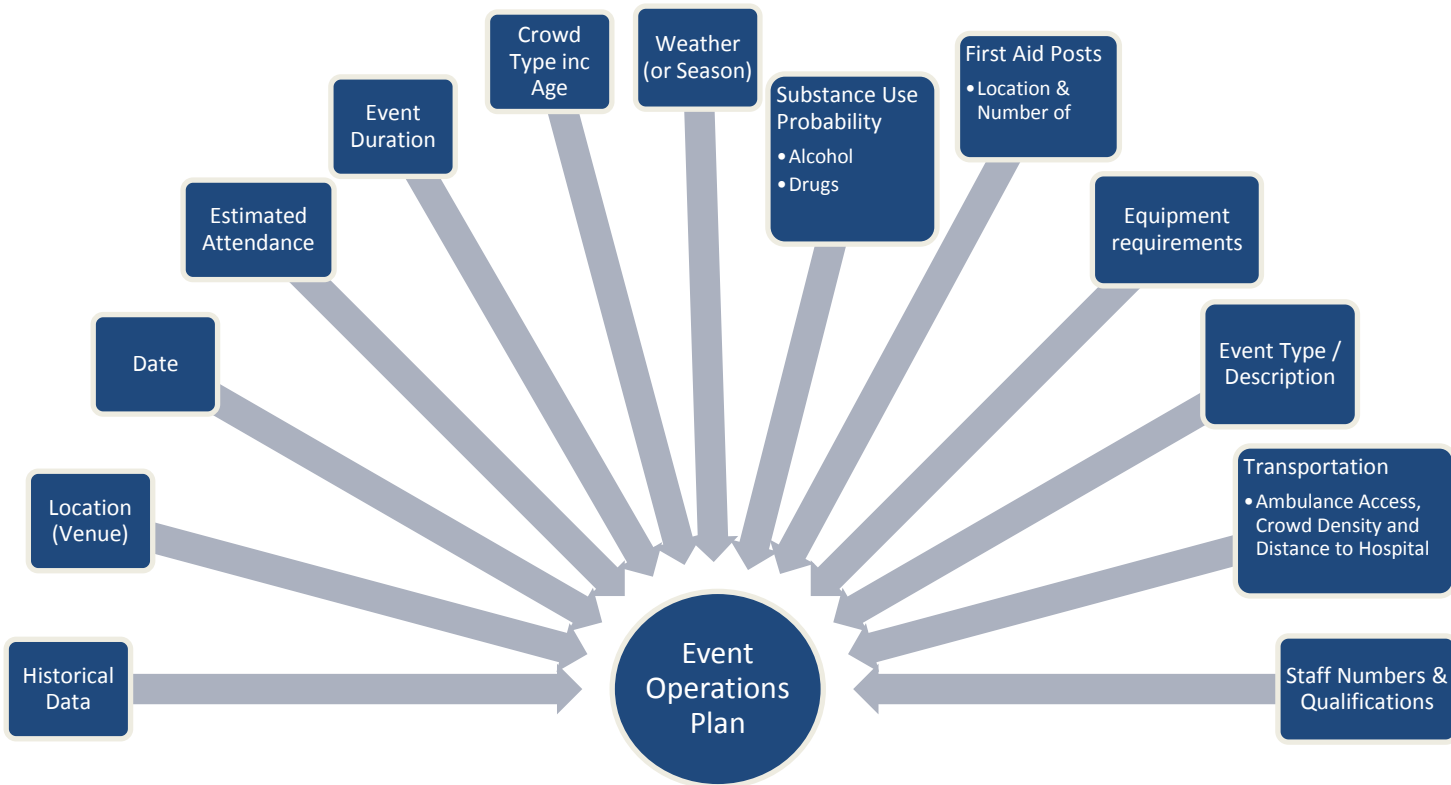 Historical
Data
Location
(Venue)
Date
Estimated
Attendance
Event
Duration
Crowd
Type inc
Age
Weather
(or Season)
Substance Use
Probability
•Alcohol
•Drugs
First Aid Posts
•Location &
Number of
Equipment
requirements
Event Type /
Description
Transportation
•Ambulance Access,
Crowd Density and
Distance to Hospital
Staff Numbers &
Qualifications
Event
Operations
Plan